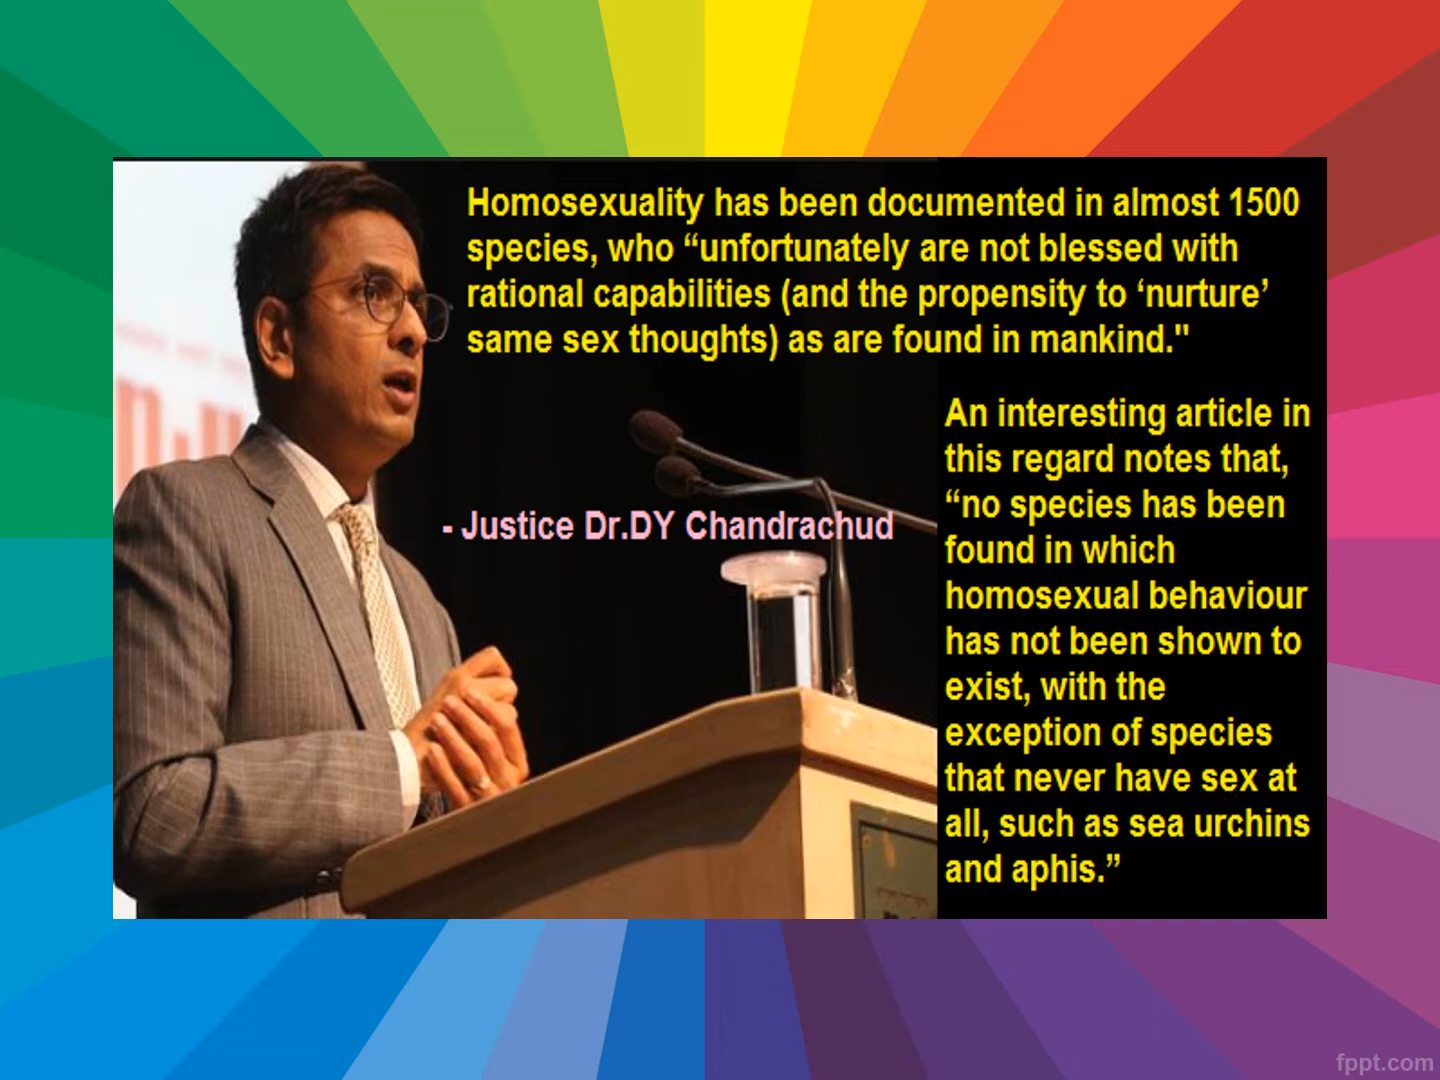 Homosexuality has been documented in almost 1500
species, who “unfortunately are not blessed with
rational capabilities (and the propensity to ‘nurture’
same sex thoughts) as are found in mankind."
An interesting article in
this regard notes that,
“no species has been
found in which
homosexual behaviour
has not been shown to
exist, with the
exception of species
that never have sex at
all, such as sea urchins
and aphis.”
- Justice Dr.DY Chandrachud
fppt.com